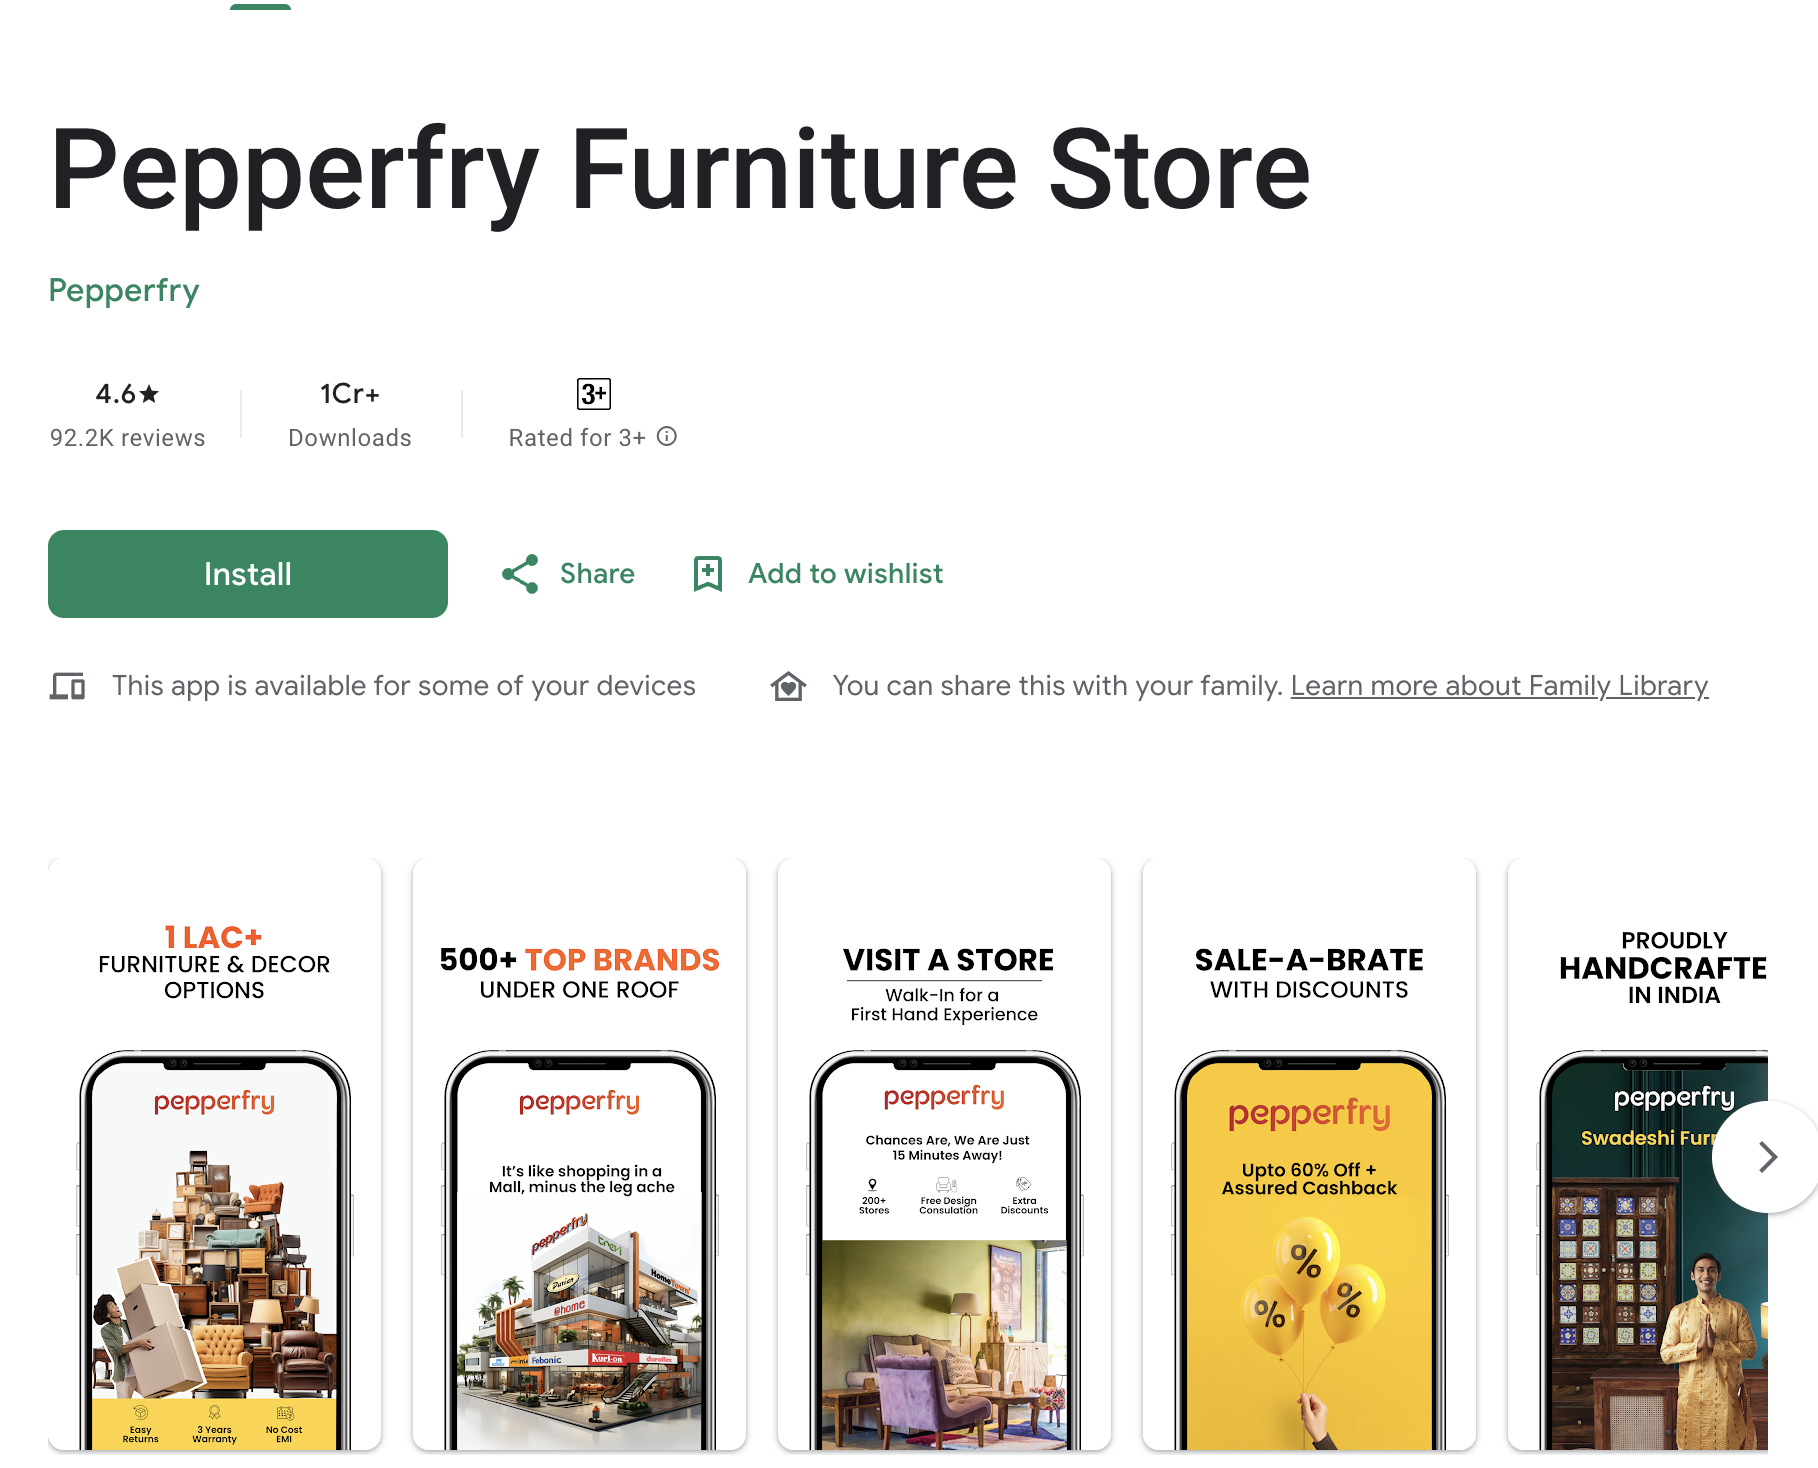 Pepperfry Furniture Store
Pepperfry
4.6★
92.2K reviews
1Cr+
Downloads
3+
Rated for 3+
Install
Share
Add to wishlist
This app is available for some of your devices
You can share this with your family. Learn more about Family Library
1 LAC+
FURNITURE & DECOR
OPTIONS
pepperfry
Easy
Returns
3 Years
Warranty
No Cost
EMI
500+ TOP BRANDS
UNDER ONE ROOF
pepperfry
It's like shopping in a
Mall, minus the leg ache
pepperfry
Durian
HomeTown
@home
Febonic
Kurl-on
duroflex
VISIT A STORE
Walk-In for a
First Hand Experience
pepperfry
Chances Are, We Are Just
15 Minutes Away!
200+
Stores
Free Design
Consulation
Extra
Discounts
SALE-A-BRATE
WITH DISCOUNTS
pepperfry
Upto 60% Off +
Assured Cashback
%
%
%
PROUDLY
HANDCRAFTE
IN INDIA
pepperfry
Swadeshi Furn